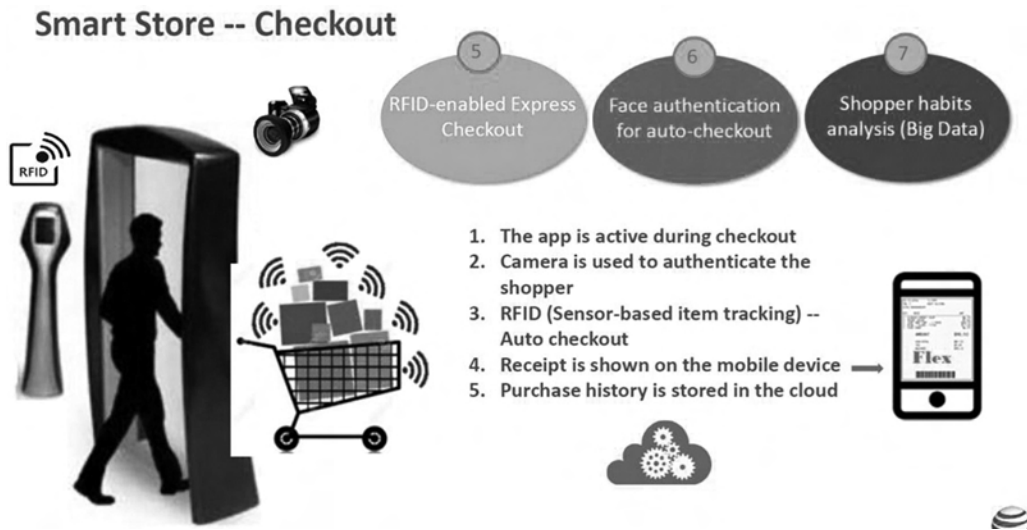 Smart Store -- Checkout
5
6
7
RFID-enabled Express
Checkout
Face authentication
for auto-checkout
Shopper habits
analysis (Big Data)
RFID
1. The app is active during checkout
2. Camera is used to authenticate the
shopper
3. RFID (Sensor-based item tracking) --
Auto checkout
4. Receipt is shown on the mobile device
5. Purchase history is stored in the cloud
Flex